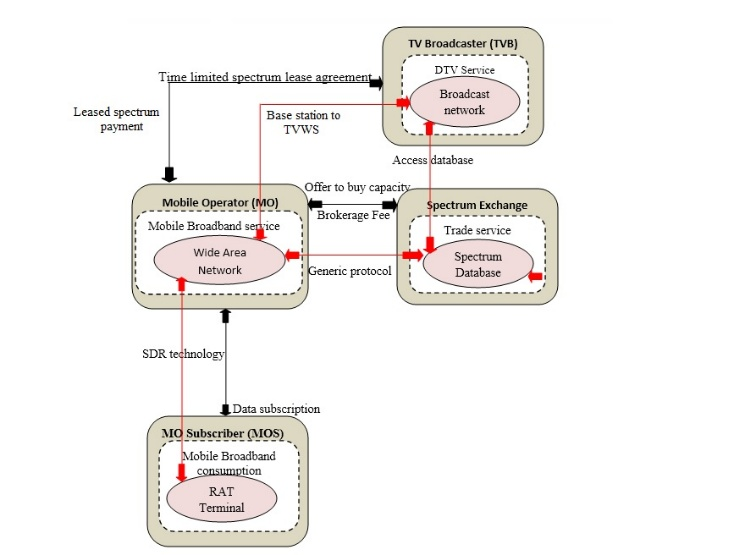 TV Broadcaster (TVB)
DTV Service
Broadcast
network
Time limited spectrum lease agreement
Leased spectrum
payment
Base station to
TVWS
Access database
Offer to buy capacity
Brokerage Fee
Mobile Operator (MO)
Mobile Broadband service
Wide Area
Network
Spectrum Exchange
Trade service
Spectrum
Database
Generic protocol
SDR technology
Data subscription
MO Subscriber (MOS)
Mobile Broadband
consumption
RAT
Terminal